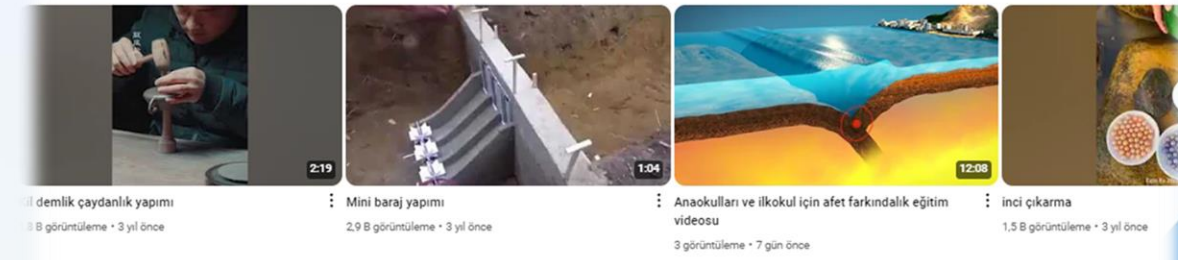 2:19
1:04
12:08
demlik çaydanlık yapımı
Mini baraj yapımı
Anaokulları ve ilkokul için afet farkındalık eğitim
videosu
inci çıkarma
B görüntüleme • 3 yıl önce
2,9 B görüntüleme • 3 yıl önce
3 görüntüleme • 7 gün önce
1,5 B görüntüleme • 3 yıl önce